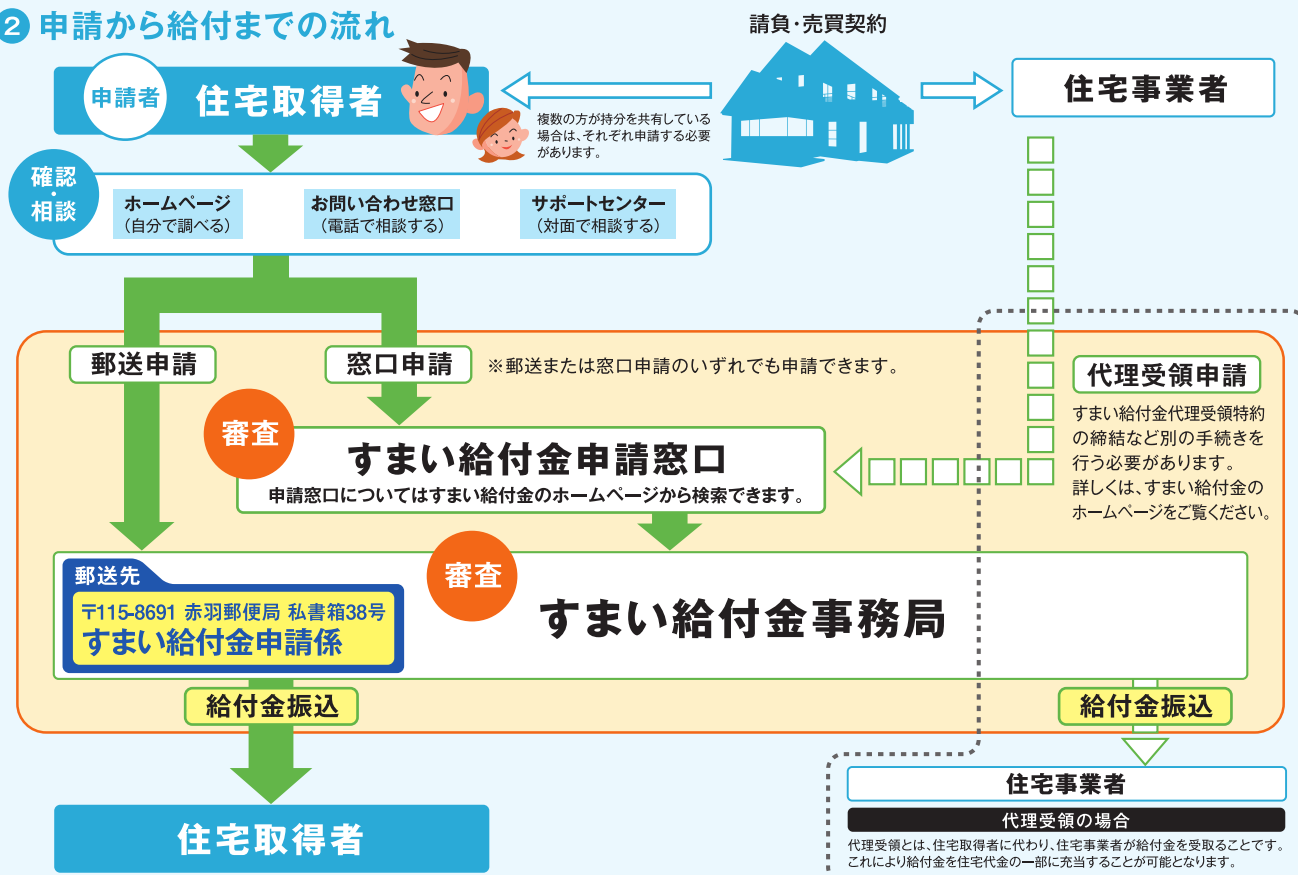 2 申請から給付までの流れ
請負・売買契約
申請者
住宅取得者
住宅事業者
複数の方が持分を共有している
場合は、それぞれ申請する必要
があります。
確認
・
相談
ホームページ
（自分で調べる）
お問い合わせ窓口
（電話で相談する）
サポートセンター
（対面で相談する）
郵送申請
窓口申請
※郵送または窓口申請のいずれでも申請できます。
代理受領申請
すまい給付金代理受領特約
の締結など別の手続きを
行う必要があります。
詳しくは、すまい給付金の
ホームページをご覧ください。
審査
すまい給付金申請窓口
申請窓口についてはすまい給付金のホームページから検索できます。
審査
郵送先
〒115-8691 赤羽郵便局 私書箱38号
すまい給付金申請係
すまい給付金事務局
給付金振込
給付金振込
住宅取得者
住宅事業者
代理受領の場合
代理受領とは、住宅取得者に代わり、住宅事業者が給付金を受取ることです。
これにより給付金を住宅代金の一部に充当することが可能となります。